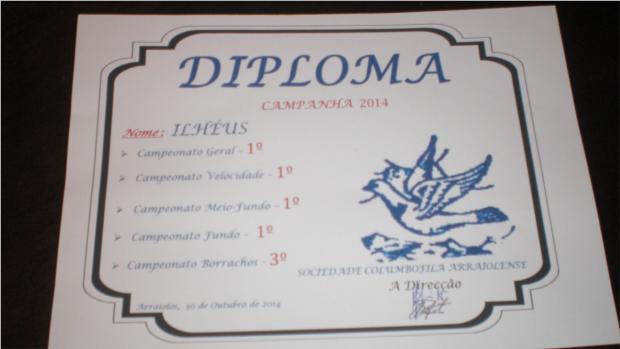 DIPLOMA
CAMPANHA 2014
Nome: ILHÉUS
➢ Campeonato Geral - 1º
➢ Campeonato Velocidade - 1º
➢ Campeonato Meio-Fundo - 1º
➢ Campeonato Fundo - 1º
➢ Campeonato Borrachos - 3º
SOCIEDADE COLUMBOFILA ARRAIOLENSE
A Direcção
Arraiolos, 30 de Outubro de 2014